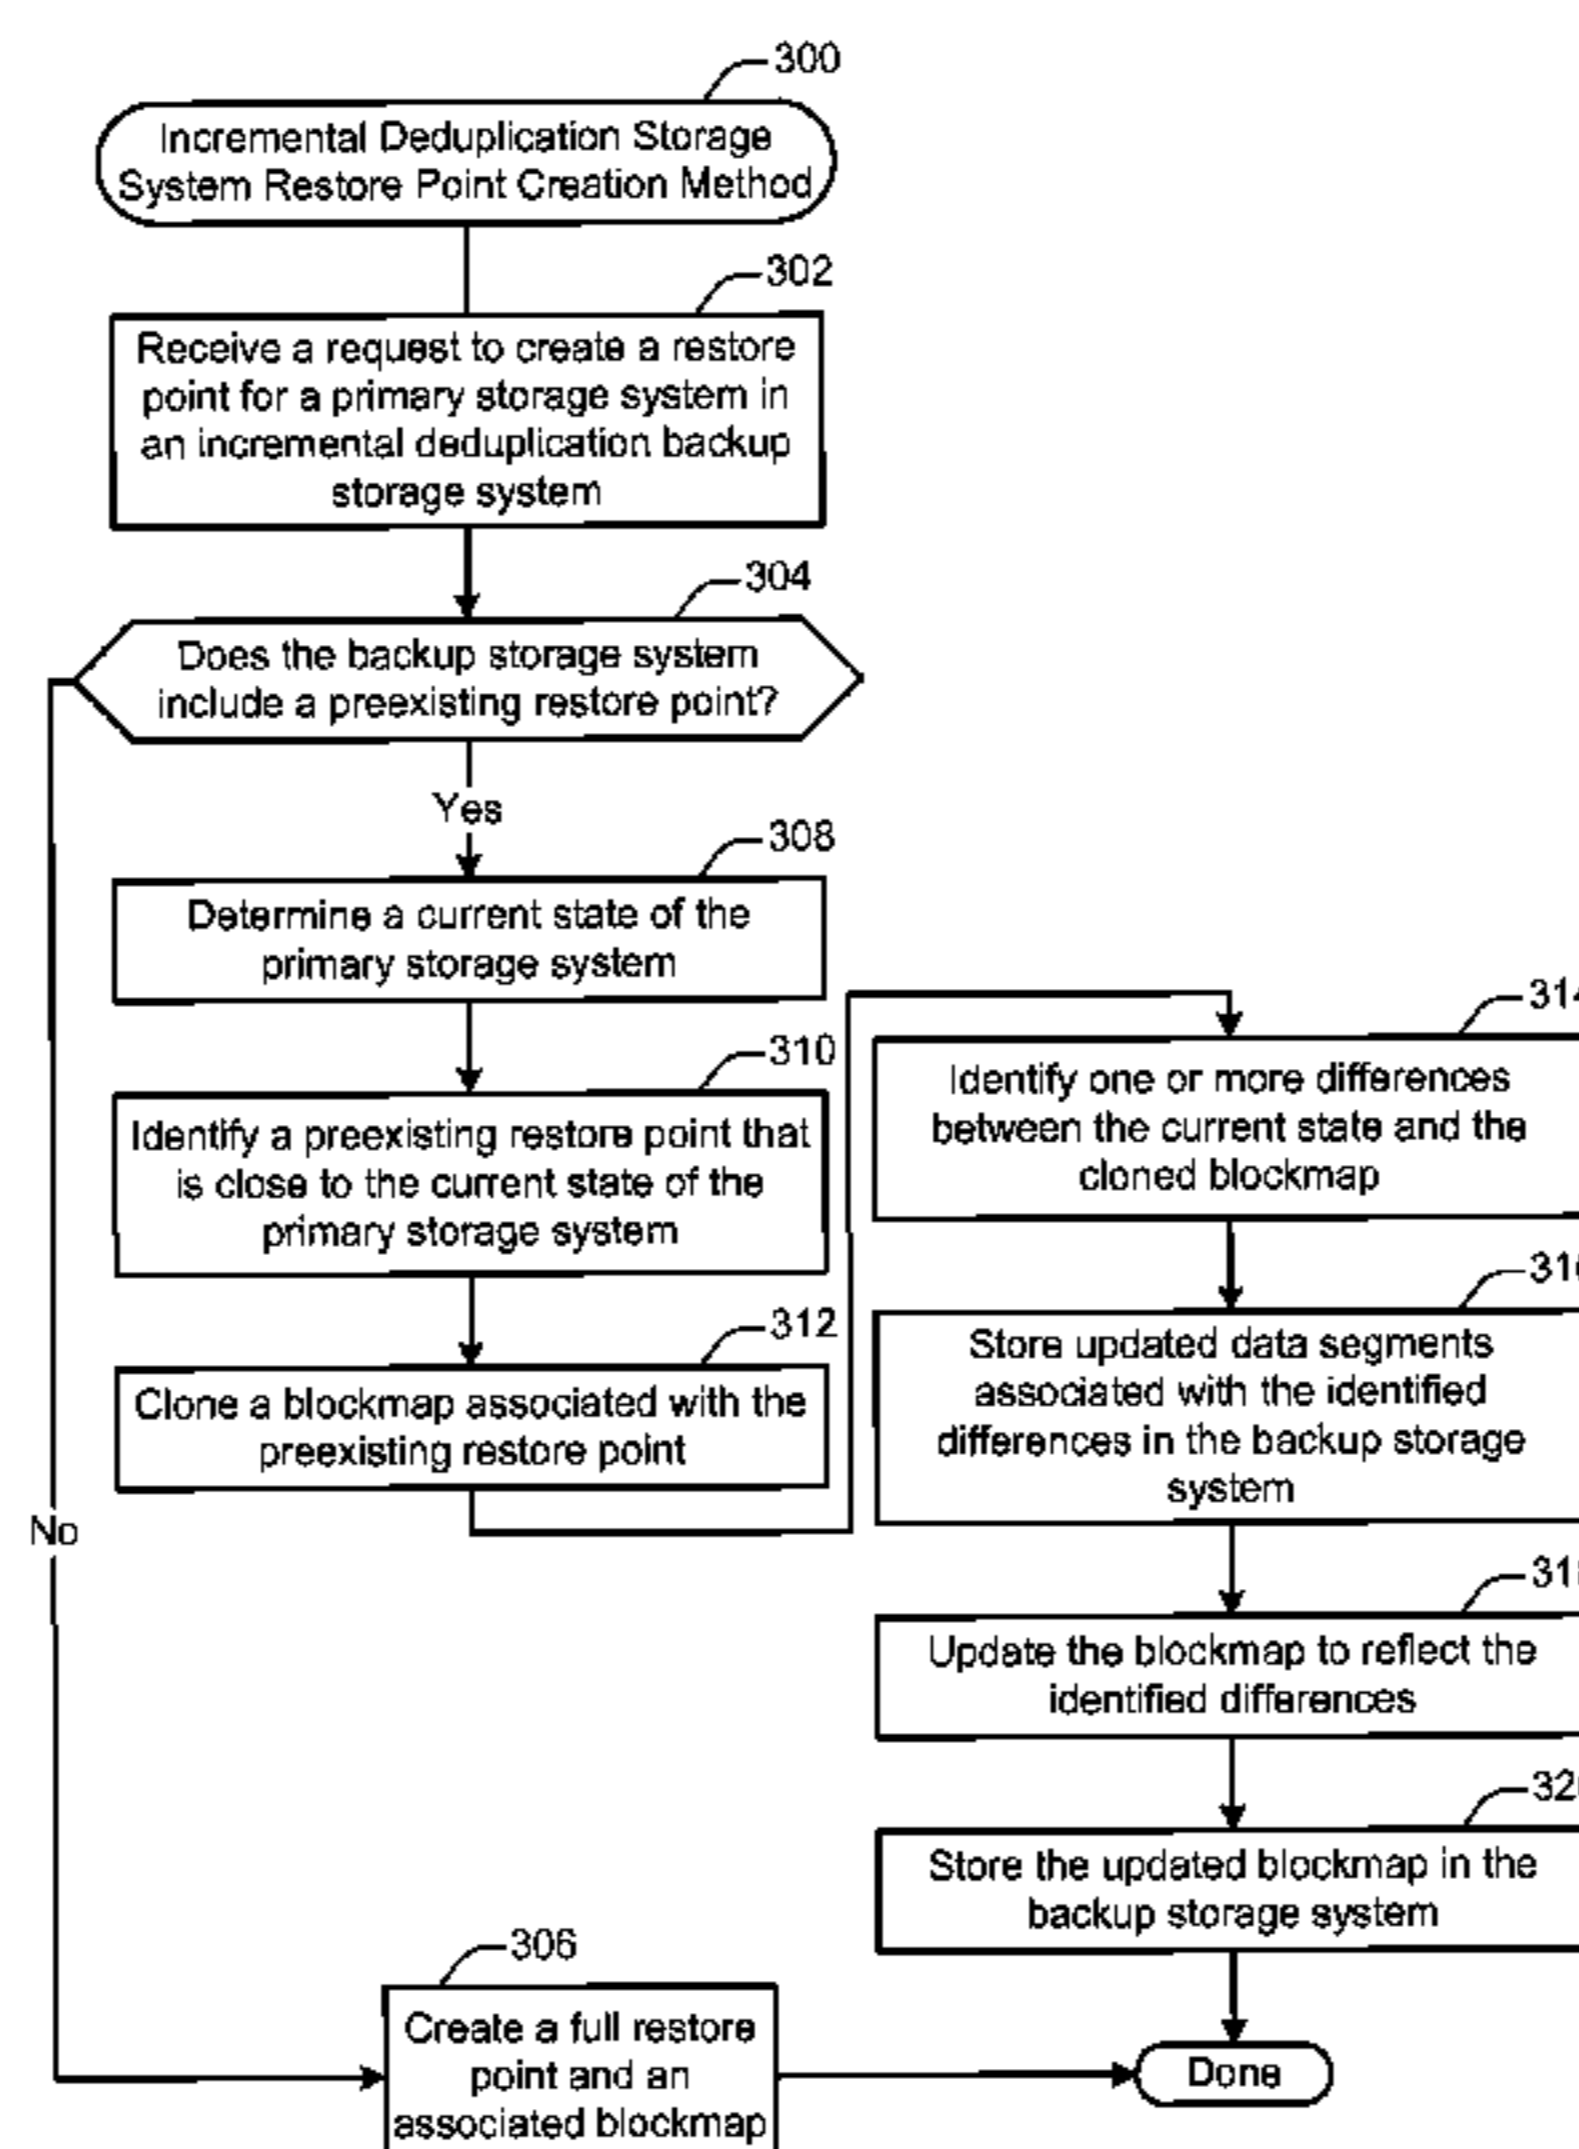 300
Incremental Deduplication Storage
System Restore Point Creation Method
302
Receive a request to create a restore
point for a primary storage system in
an incremental deduplication backup
storage system
304
Does the backup storage system
include a preexisting restore point?
Yes
308
Determine a current state of the
primary storage system
310
Identify a preexisting restore point that
is close to the current state of the
primary storage system
312
Clone a blockmap associated with the
preexisting restore point
No
314
Identify one or more differences
between the current state and the
cloned blockmap
Store updated data segments
associated with the identified
differences in the backup storage
system
Update the blockmap to reflect the
identified differences
Store the updated blockmap in the
backup storage system
306
Create a full restore
point and an
associated blockmap
Done